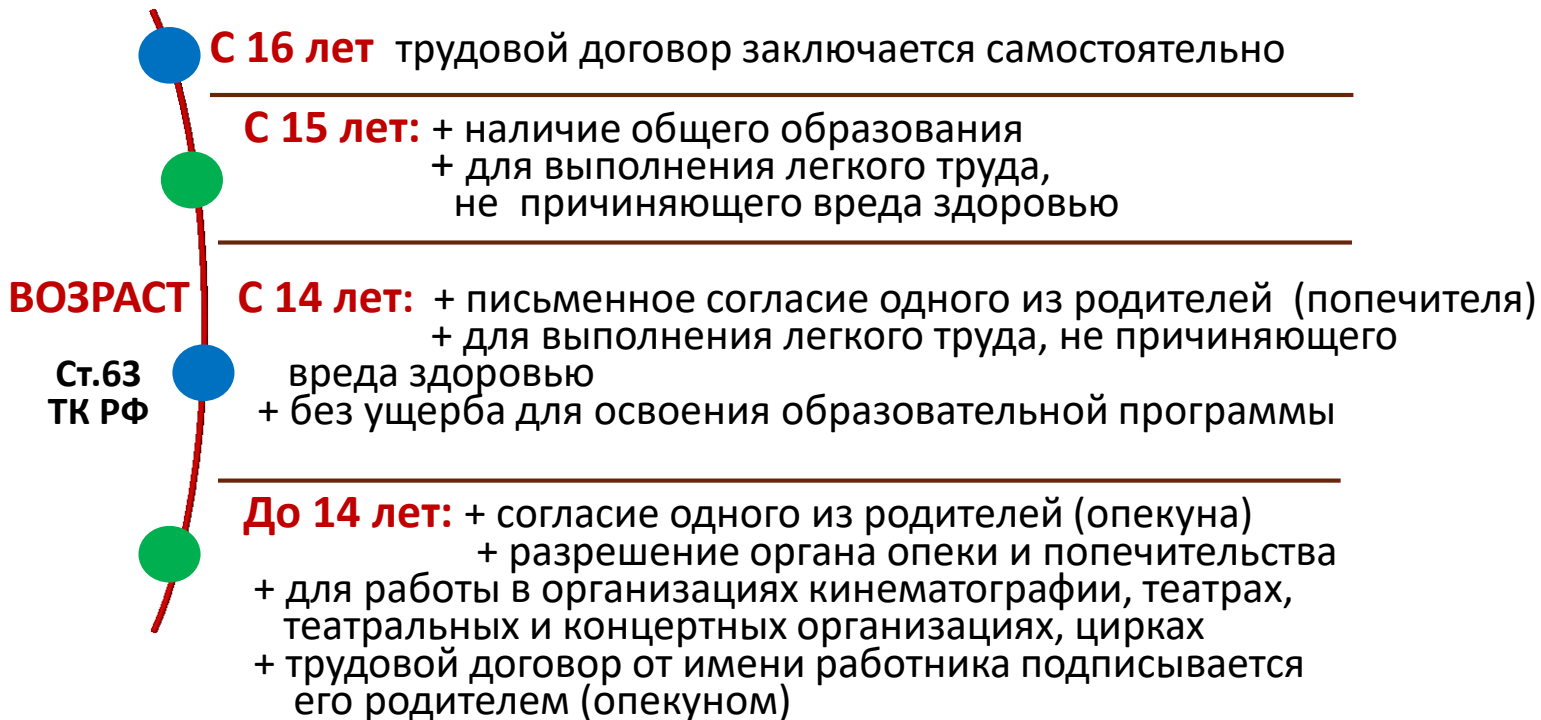 С 16 лет трудовой договор заключается самостоятельно
С 15 лет: + наличие общего образования
+ для выполнения легкого труда,
не причиняющего вреда здоровью
ВОЗРАСТ
Ст.63
ТК РФ
С 14 лет: + письменное согласие одного из родителей (попечителя)
+ для выполнения легкого труда, не причиняющего
вреда здоровью
+ без ущерба для освоения образовательной программы
До 14 лет: + согласие одного из родителей (опекуна)
+ разрешение органа опеки и попечительства
+ для работы в организациях кинематографии, театрах,
театральных и концертных организациях, цирках
+ трудовой договор от имени работника подписывается
его родителем (опекуном)